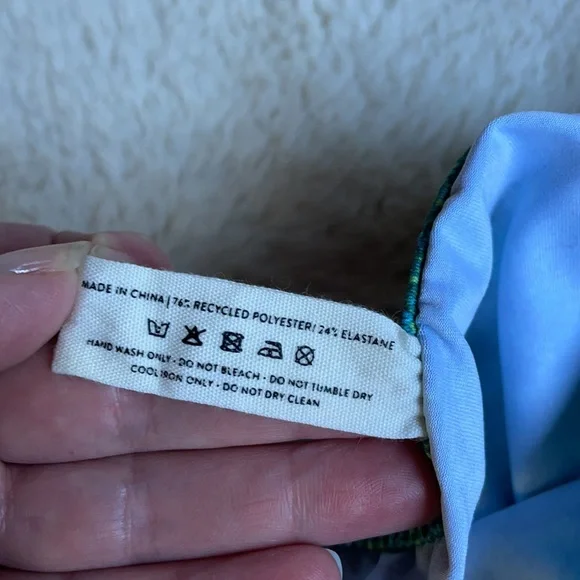 MADE IN CHINA | 76% RECYCLED POLYESTER/ 24% ELASTANE
HAND WASH ONLY · DO NOT BLEACH · DO NOT TUMBLE DRY
COOL IRON ONLY · DO NOT DRY CLEAN